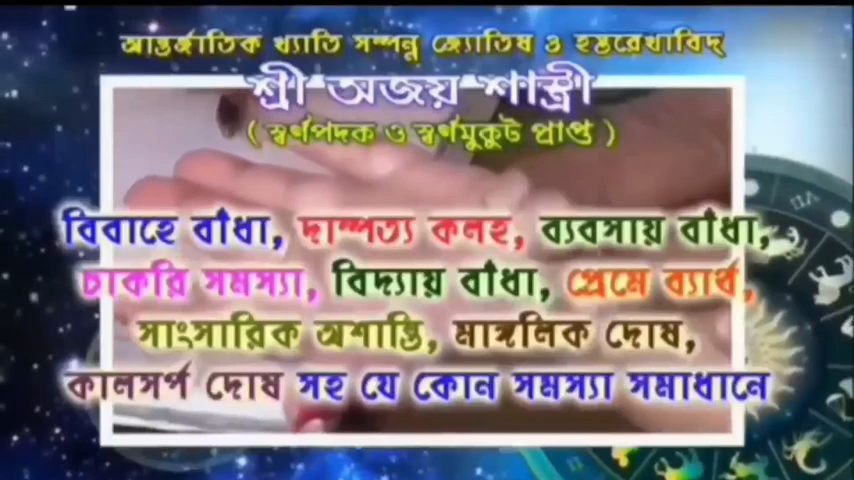 আন্তর্জাতিক খ্যাতি সম্পন্ন জ্যোতিষ ও হস্তরেখাবিদ্
শ্রী অজয় শাস্ত্রী
( স্বর্ণপদক ও স্বর্ণমুকুট প্রাপ্ত )
বিবাহে বাঁধা, দাম্পত্য কলহ, ব্যবসায় বাঁধা,
চাকরি সমস্যা, বিদ্যায় বাঁধা, প্রেমে ব্যার্থ,
সাংসারিক অশান্তি, মাঙ্গলিক দোষ,
কালসর্প দোষ সহ যে কোন সমস্যা সমাধানে